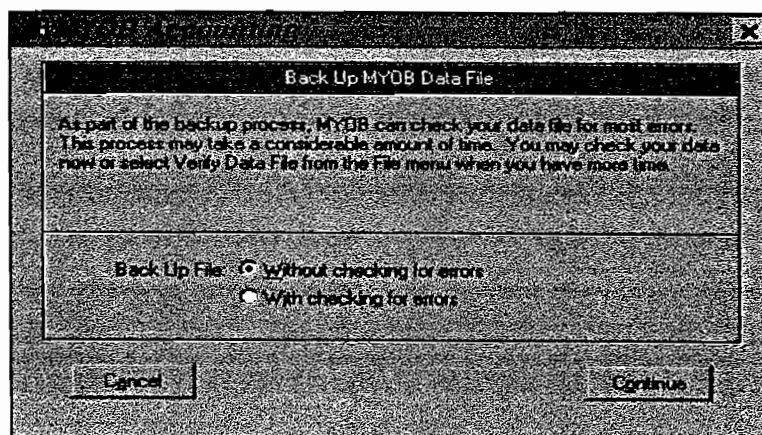 Back Up MYOB Data File
As part of the backup process, MYOB can check your data file for most errors.
This process may take a considerable amount of time. You may check your data
now or select Verify Data File from the File menu when you have more time.
Back Up File: Without checking for errors
With checking for errors
Cancel
Continue